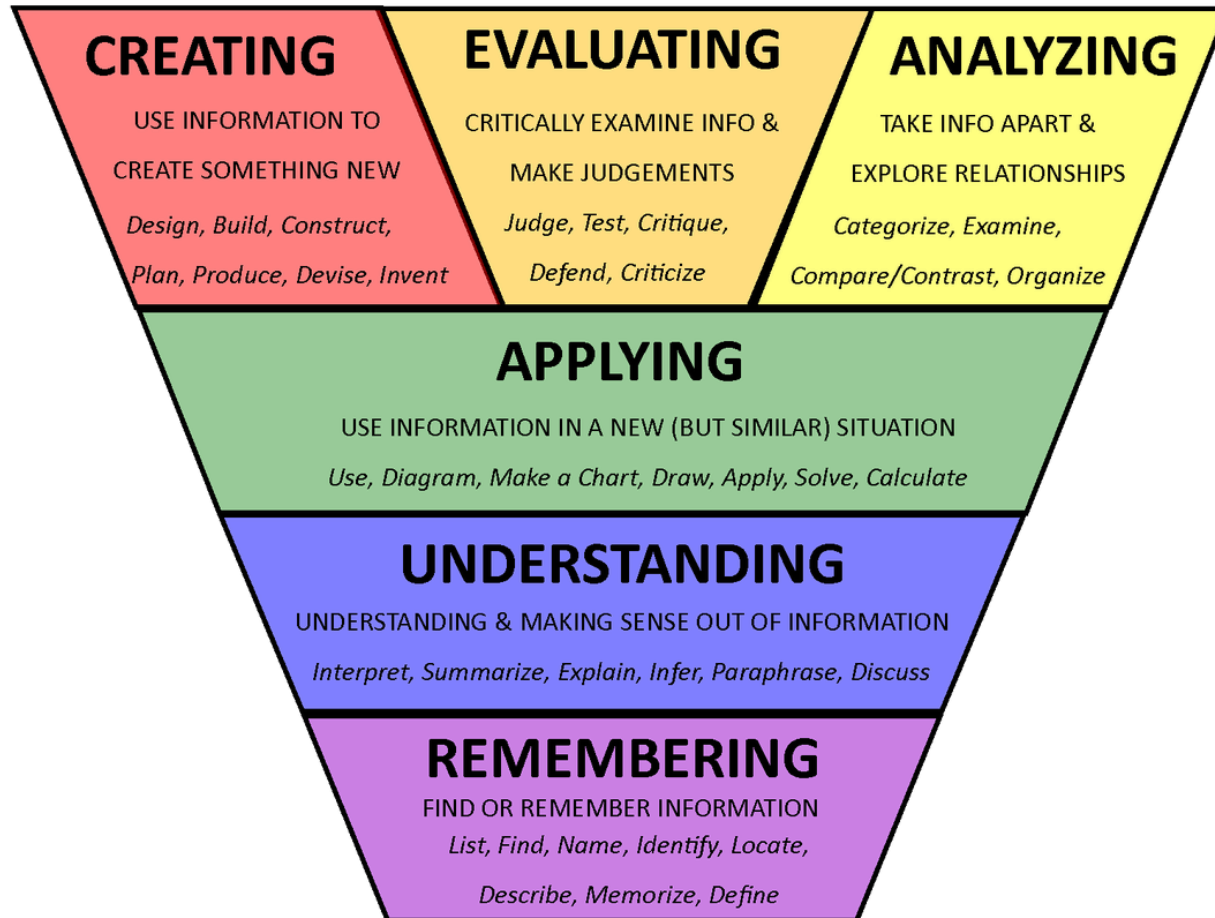 CREATING
USE INFORMATION TO
CREATE SOMETHING NEW
Design, Build, Construct,
Plan, Produce, Devise, Invent
EVALUATING
CRITICALLY EXAMINE INFO &
MAKE JUDGEMENTS
Judge, Test, Critique,
Defend, Criticize
ANALYZING
TAKE INFO APART &
EXPLORE RELATIONSHIPS
Categorize, Examine,
Compare/Contrast, Organize
APPLYING
USE INFORMATION IN A NEW (BUT SIMILAR) SITUATION
Use, Diagram, Make a Chart, Draw, Apply, Solve, Calculate
UNDERSTANDING
UNDERSTANDING & MAKING SENSE OUT OF INFORMATION
Interpret, Summarize, Explain, Infer, Paraphrase, Discuss
REMEMBERING
FIND OR REMEMBER INFORMATION
List, Find, Name, Identify, Locate,
Describe, Memorize, Define